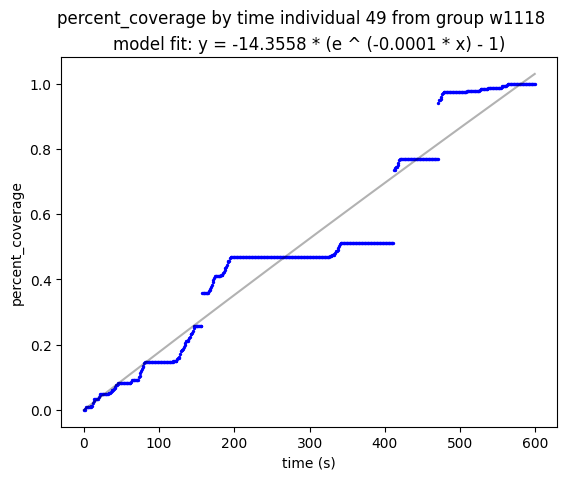 percent_coverage by time individual 49 from group w1118
model fit: y = -14.3558 * (e ^ (-0.0001 * x) - 1)
1.0
0.8
0.6
0.4
0.2
0.0
percent_coverage
0 100 200 300 400 500 600
time (s)